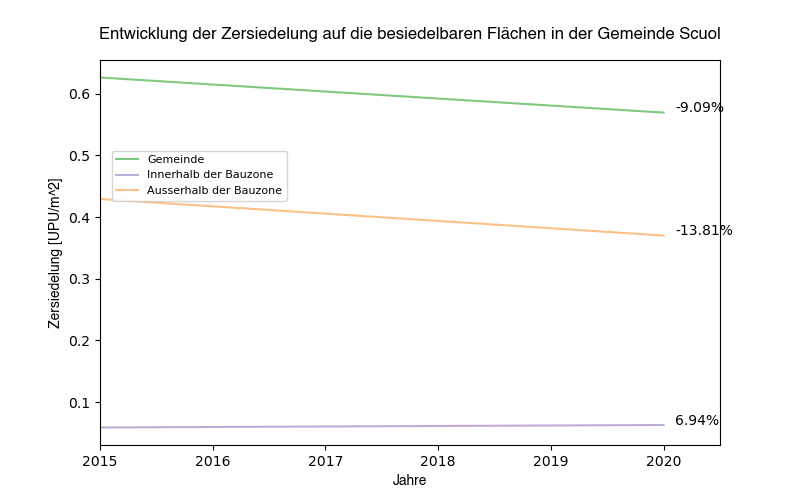 Entwicklung der Zersiedelung auf die besiedelbaren Flächen in der Gemeinde Scuol
0.6
0.5
0.4
0.3
0.2
0.1
Zersiedelung [UPU/m^2]
Gemeinde
Innerhalb der Bauzone
Ausserhalb der Bauzone
-9.09%
-13.81%
6.94%
2015 2016 2017 2018 2019 2020
Jahre